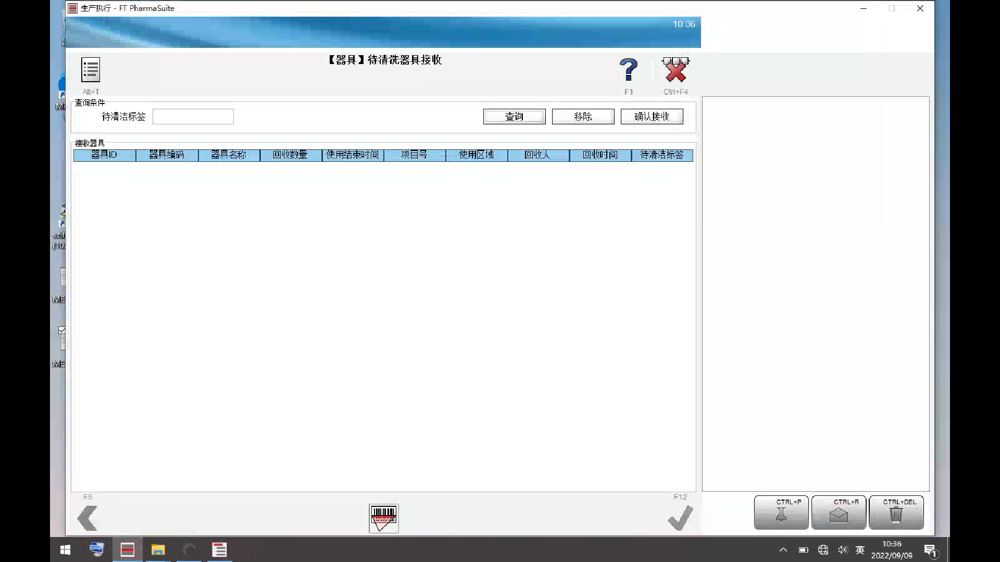 生产执行 - FT PharmaSuite
10:36
【器具】待清洗器具接收
Alt+T
F1
Ctrl+F4
查询条件
待清洁标签
查询
移除
确认接收
接收器具
器具ID 器具编码 器具名称 回收数量 使用结束时间 项目号 使用区域 回收人 回收时间 待清洁标签
Mi
szit
(10.
ME
ME
F5
F12
CTRL+P
CTRL+R
CTRL+DEL
英
10:36
2022/09/09
1